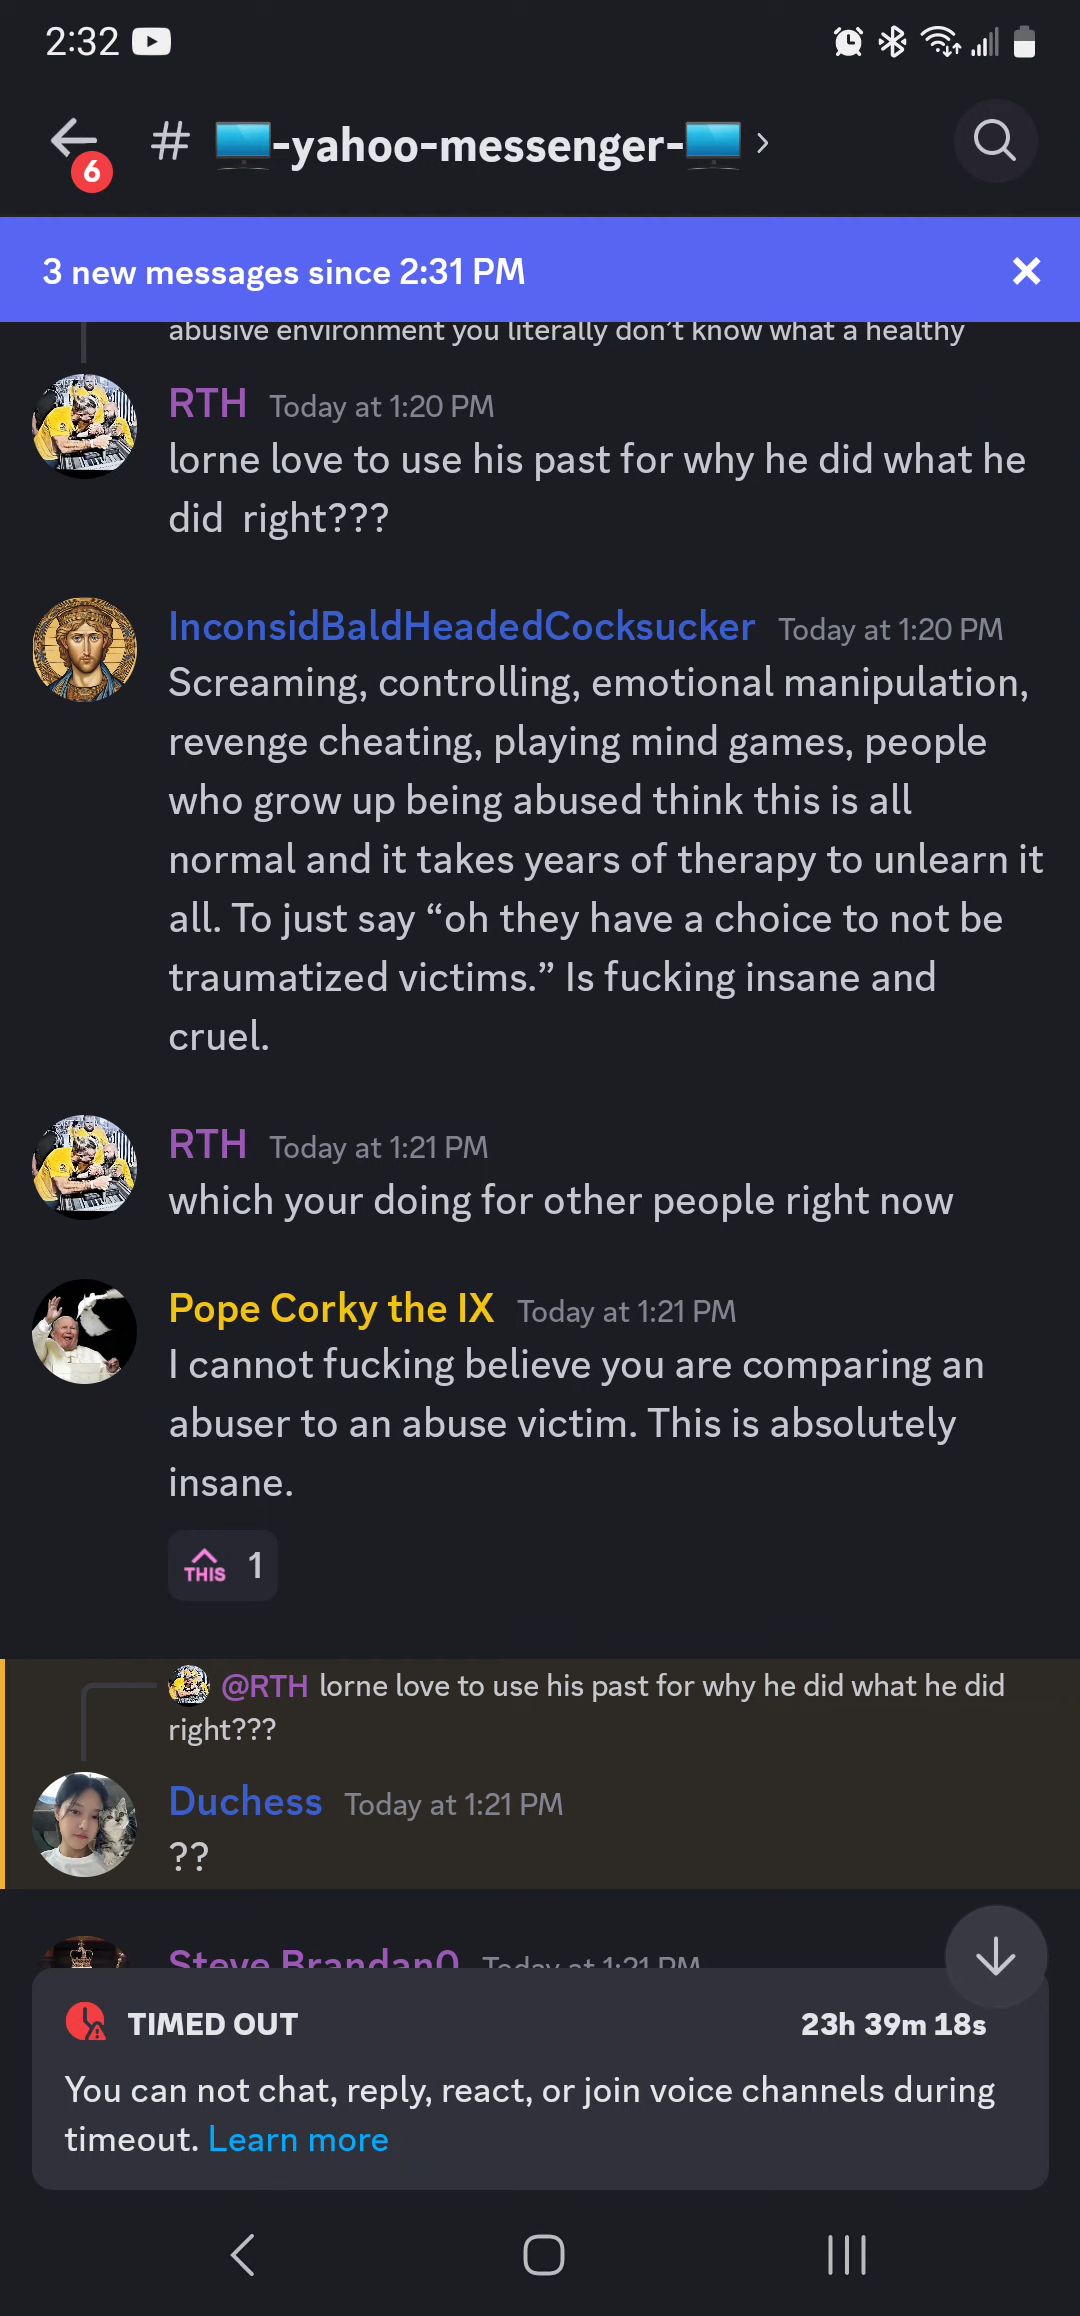 2:32
6
# -yahoo-messenger- ›
3 new messages since 2:31 PM
abusive environment you literally don't know what a healthy
RTH Today at 1:20 PM
lorne love to use his past for why he did what he
did right???
InconsidBaldHeadedCocksucker Today at 1:20 PM
Screaming, controlling, emotional manipulation,
revenge cheating, playing mind games, people
who grow up being abused think this is all
normal and it takes years of therapy to unlearn it
all. To just say “oh they have a choice to not be
traumatized victims.” Is fucking insane and
cruel.
RTH Today at 1:21 PM
which your doing for other people right now
Pope Corky the IX Today at 1:21 PM
I cannot fucking believe you are comparing an
abuser to an abuse victim. This is absolutely
insane.
THIS 1
@RTH lorne love to use his past for why he did what he did
right???
Duchess Today at 1:21 PM
??
Steve Brandan0 Today at 1:21 PM
TIMED OUT 23h 39m 18s
You can not chat, reply, react, or join voice channels during
timeout. Learn more